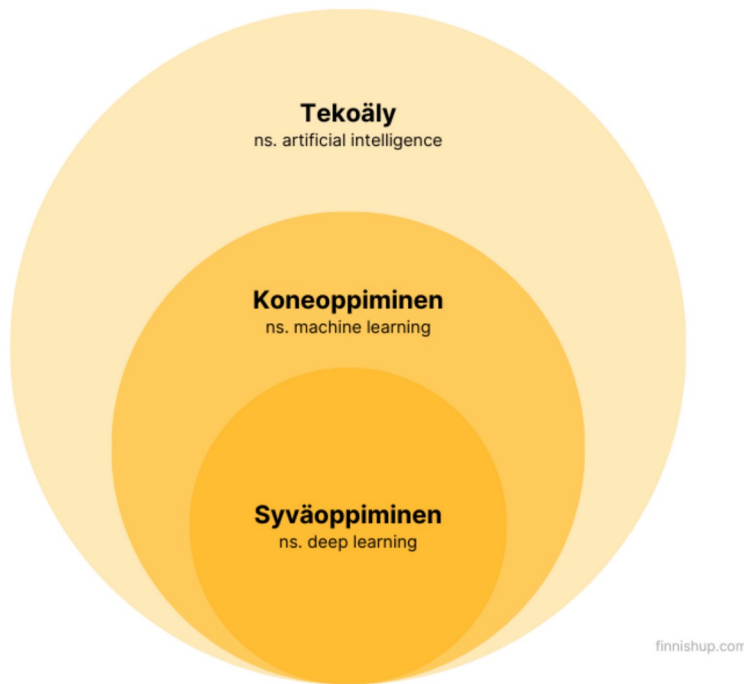 Tekoäly
ns. artificial intelligence
Koneoppiminen
ns. machine learning
Syväoppiminen
ns. deep learning
finnishup.com